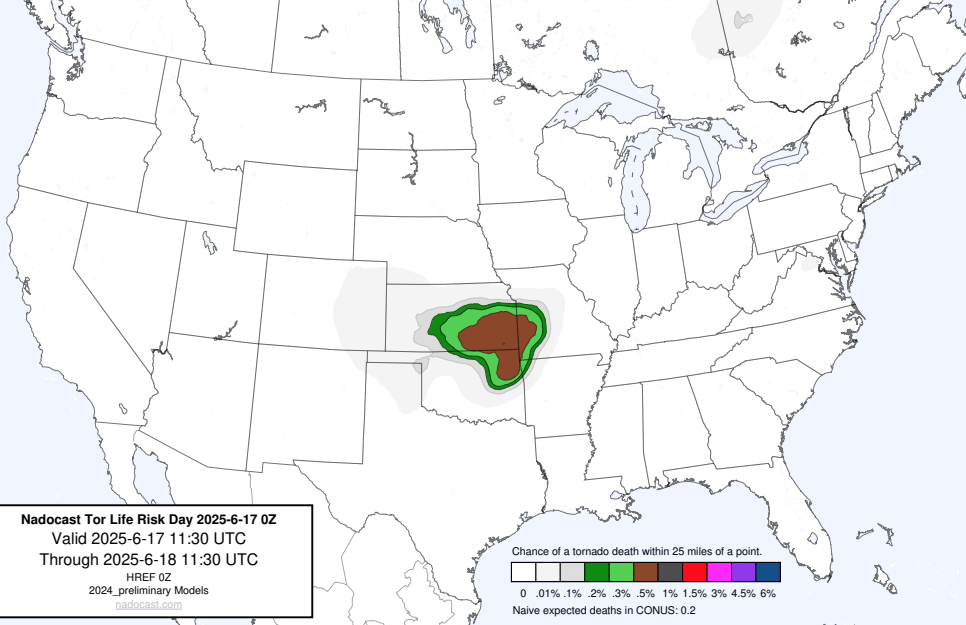 Nadocast Tor Life Risk Day 2025-6-17 0Z
Valid 2025-6-17 11:30 UTC
Through 2025-6-18 11:30 UTC
HREF 0Z
2024_preliminary Models
nadocast.com
Chance of a tornado death within 25 miles of a point.
0 .01% .1% .2% .3% .5% 1% 1.5% 3% 4.5% 6%
Naive expected deaths in CONUS: 0.2